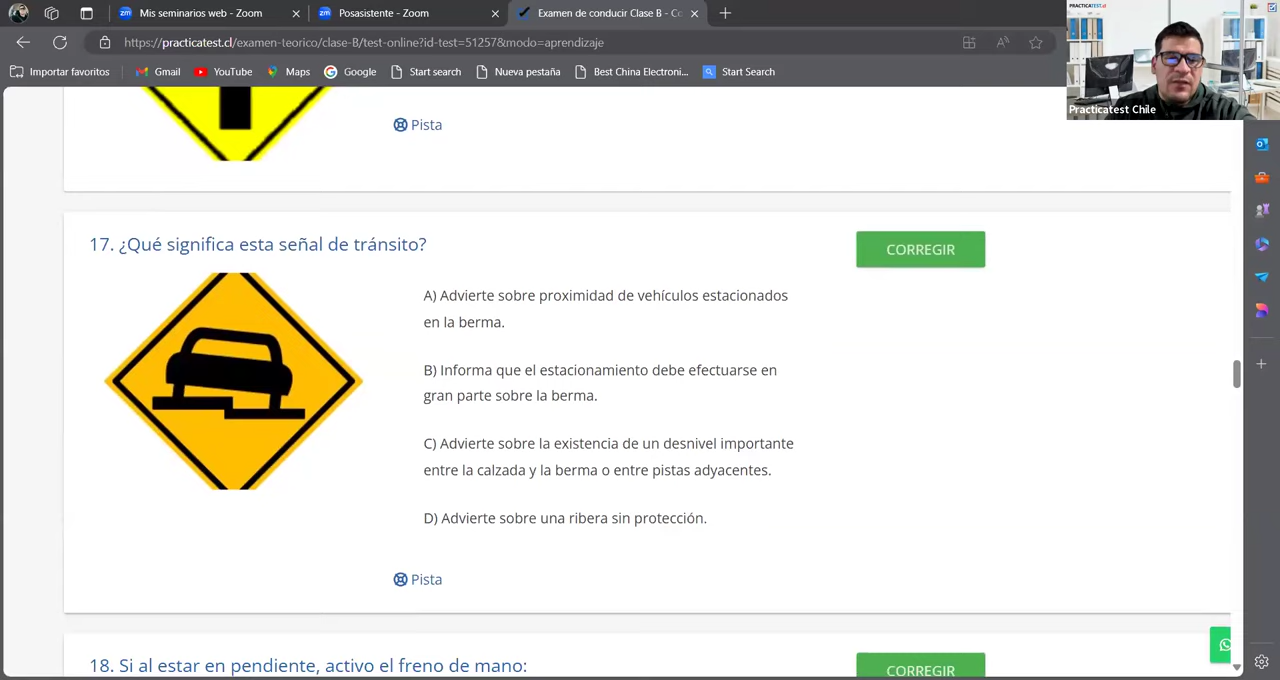 Mis seminarios web - Zoom
Posasistente - Zoom
Examen de conducir Clase B - Co
https://practicatest.cl/examen-teorico/clase-B/test-online?id-test=51257&modo=aprendizaje
Importar favoritos
Gmail
YouTube
Maps
Google
Start search
Nueva pestaña
Best China Electroni...
Start Search
PRACTICATEST.cl
Practicatest Chile
Pista
17. ¿Qué significa esta señal de tránsito?
CORREGIR
A) Advierte sobre proximidad de vehículos estacionados
en la berma.
B) Informa que el estacionamiento debe efectuarse en
gran parte sobre la berma.
C) Advierte sobre la existencia de un desnivel importante
entre la calzada y la berma o entre pistas adyacentes.
D) Advierte sobre una ribera sin protección.
Pista
18. Si al estar en pendiente, activo el freno de mano:
CORREGIR